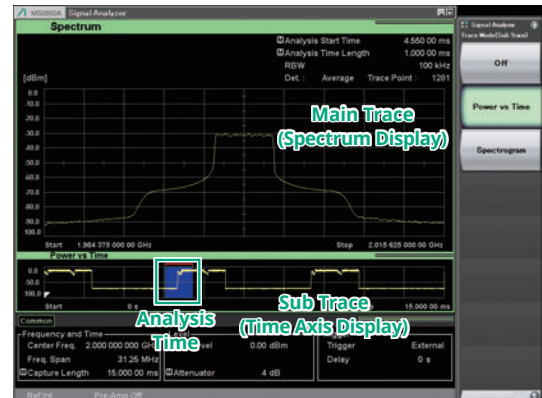 MS2850A Signal Analyzer
Spectrum
Analysis Start Time 4.550 00 ms
Analysis Time Length 1.000 00 ms
RBW 100 kHz
[dBm] Det. : Average Trace Point : 1281
0.0
-10.0
-20.0
-30.0
-40.0
-50.0
-60.0
-70.0
-80.0
-90.0
-100.0
Main Trace
(Spectrum Display)
Start 1.984 375 000 00 GHz Stop 2.015 625 000 00 GHz
Power vs Time
0.0
-50.0
-100.0
Start 0 s 15.000 00 ms
Analysis
Time
Sub Trace
(Time Axis Display)
Common
Frequency and Time
Center Freq. 2.000 000 000 GHz
Freq. Span 31.25 MHz
Capture Length 15.000 00 ms
Level
0.00 dBm
Attenuator 4 dB
Trigger
Trigger External
Delay 0 s
Ref.Int Pre-Amp Off
Signal Analyzer
Trace Mode(Sub Trace)
Off
Power vs Time
Spectrogram